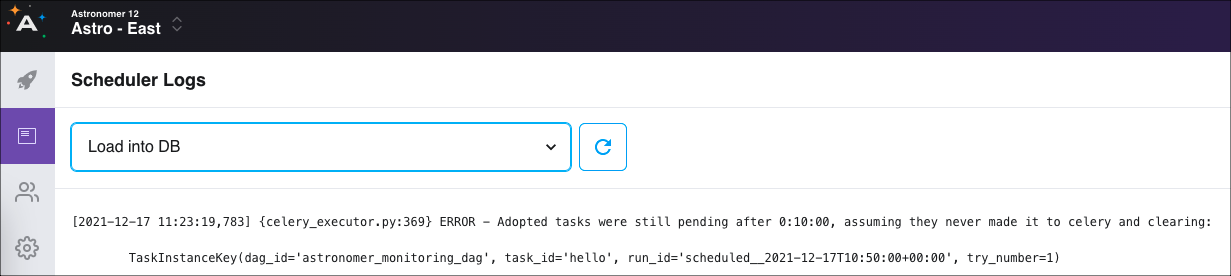 Astronomer 12
Astro - East
Scheduler Logs
Load into DB
[2021-12-17 11:23:19,783] {celery_executor.py:369} ERROR - Adopted tasks were still pending after 0:10:00, assuming they never made it to celery and clearing:
TaskInstanceKey(dag_id='astronomer_monitoring_dag', task_id='hello', run_id='scheduled__2021-12-17T10:50:00+00:00', try_number=1)